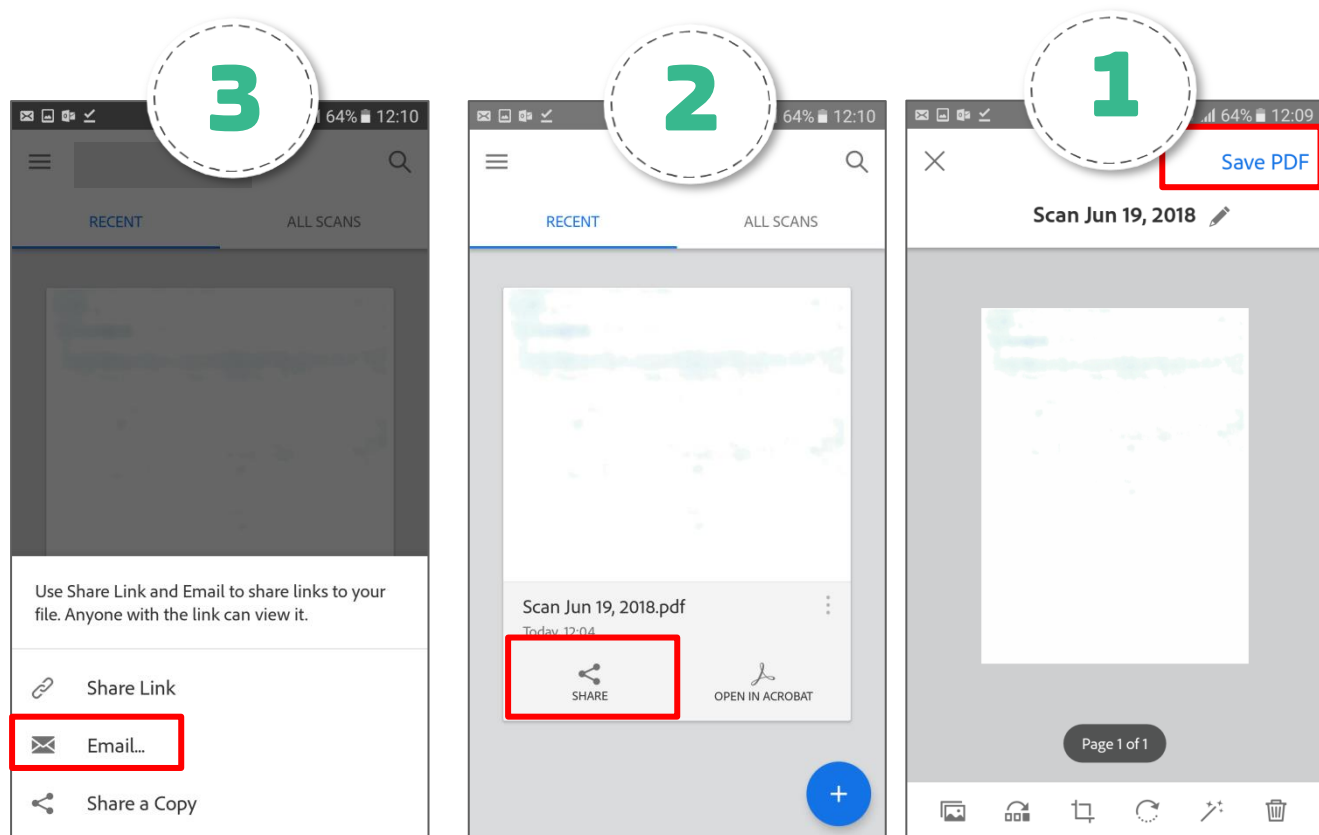 3
64% 12:10
RECENT
ALL SCANS
Use Share Link and Email to share links to your
file. Anyone with the link can view it.
Share Link
Email...
Share a Copy
2
64% 12:10
RECENT
ALL SCANS
Scan Jun 19, 2018.pdf
Today, 12:04
SHARE
OPEN IN ACROBAT
1
64% 12:09
Save PDF
Scan Jun 19, 2018
Page 1 of 1